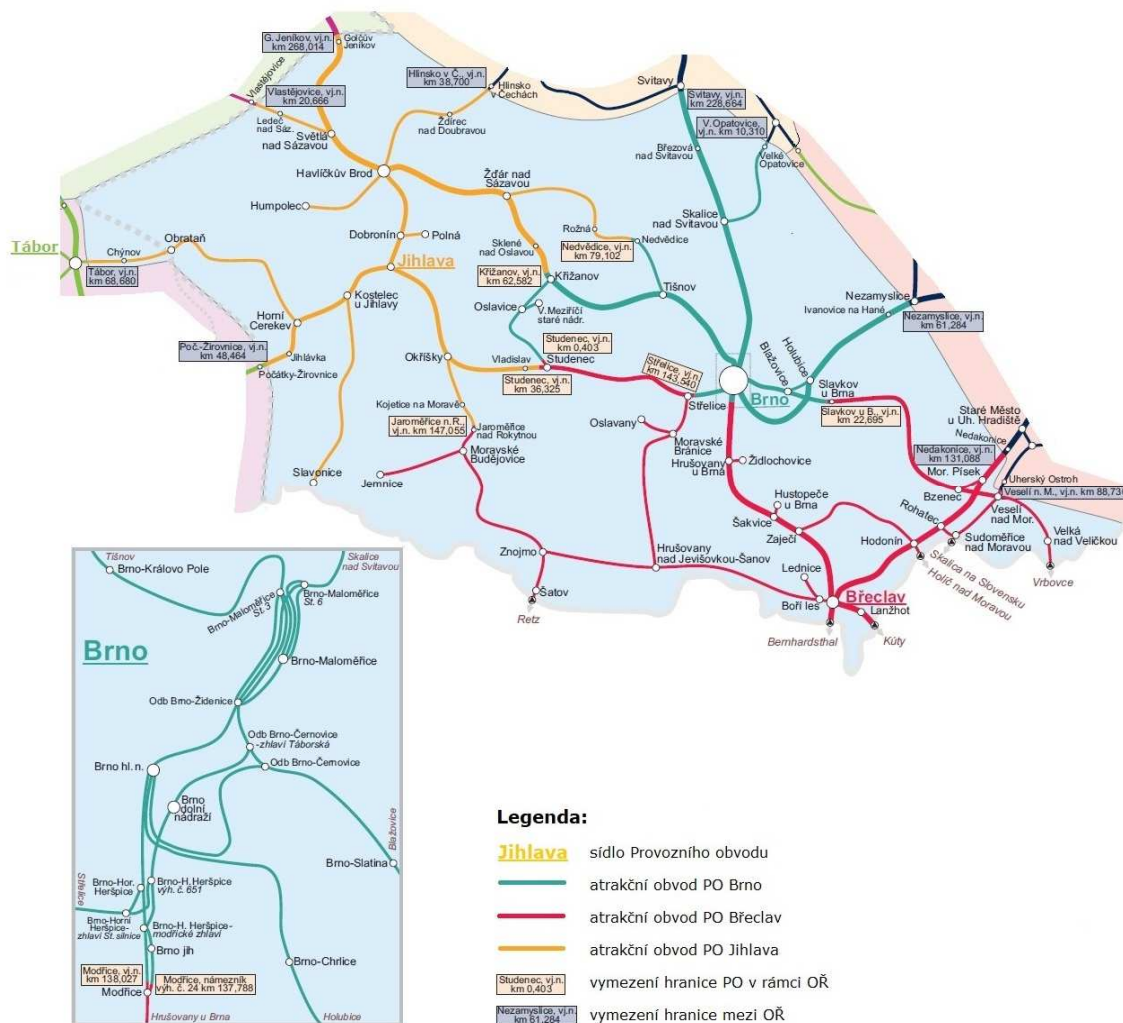 G. Jeníkov, vj.n.
km 268,014
Golčův
Jeníkov
Vlastějovice
Vlastějovice, vj.n.
km 20,666
Hlinsko v Č., vj.n.
km 38,700
Hlinsko
v Čechách
Svitavy
Svitavy, vj.n.
km 228,664
V. Opatovice,
vj.n. km 10,310
Velké
Opatovice
Ledeč
nad Sáz.
Světlá
nad Sázavou
Ždírec
nad Doubravou
Březová
nad Svitavou
Havlíčkův Brod
Žďár nad
Sázavou
Humpolec
Skalice
nad Svitavou
Rožná
Nedvědice
Nedvědice, vj.n.
km 79,102
Dobronín
Polná
Sklené
nad Oslavou
Tábor
Chýnov
Obrataň
Tábor, vj.n.
km 68,680
Jihlava
Křižanov, vj.n.
km 62,582
Křižanov
Tišnov
Nezamyslice
Ivanovice na Hané
Nezamyslice, vj.n.
km 61,284
Kostelec
u Jihlavy
Oslavice
V. Meziříčí
staré nádr.
Horní
Cerekev
Poč.-Žirovnice, vj.n.
km 48,464
Jihlávka
Počátky-Žirovnice
Okříšky
Vladislav
Studenec, vj.n.
km 0,403
Studenec
Studenec, vj.n.
km 36,325
Střelice, vj.n.
km 143,540
Střelice
Brno
Blažovice
Holubice
Slavkov
u Brna
Slavkov u B., vj.n.
km 22,695
Staré Město
u Uh. Hradiště
Kojetice na Moravě
Jaroměřice n.R.,
vj.n. km 147,055
Jaroměřice
nad Rokytnou
Moravské
Budějovice
Jemnice
Slavonice
Oslavany
Moravské
Bránice
Hrušovany
u Brna
Židlochovice
Nedakonice
Nedakonice, vj.n.
km 131,088
Mor. Písek
Bzenec
Uherský Ostroh
Veselí n. M., vj.n. km 88,73
Veselí
nad Mor.
Hustopeče
u Brna
Šakvice
Zaječí
Rohatec
Hodonín
Sudoměřice
nad Moravou
Velká
nad Veličkou
Vrbovce
Skalica na Slovensku
Holíč nad Moravou
Znojmo
Hrušovany
nad Jevišovkou-Šanov
Šatov
Retz
Lednice
Boří les
Břeclav
Lanžhot
Bernhardsthal
Kúty
Tišnov
Skalice
nad Svitavou
Brno-Královo Pole
Brno-Maloměřice
St. 3
Brno-Maloměřice
St. 6
Brno
Brno-Maloměřice
Odb Brno-Židenice
Odb Brno-Černovice
-zhlaví Táborská
Odb Brno-Černovice
Brno hl. n.
Brno
dolní
nádraží
Blažovice
Brno-Slatina
Střelice
Brno-Hor.
Heršpice
Brno-H. Heršpice
výh. č. 651
Brno-Horní
Heršpice-
zhlaví St. silnice
Brno-H. Heršpice-
modřické zhlaví
Brno jih
Brno-Chrlice
Modřice, vj.n.
km 138,027
Modřice, námezník
výh. č. 24 km 137,788
Modřice
Hrušovany u Brna
Holubice
Legenda:
Jihlava sídlo Provozního obvodu
atrakční obvod PO Brno
atrakční obvod PO Břeclav
atrakční obvod PO Jihlava
Studenec, vj.n.
km 0,403
vymezení hranice PO v rámci OŘ
Nezamyslice, vj.n.
km 61,284
vymezení hranice mezi OŘ